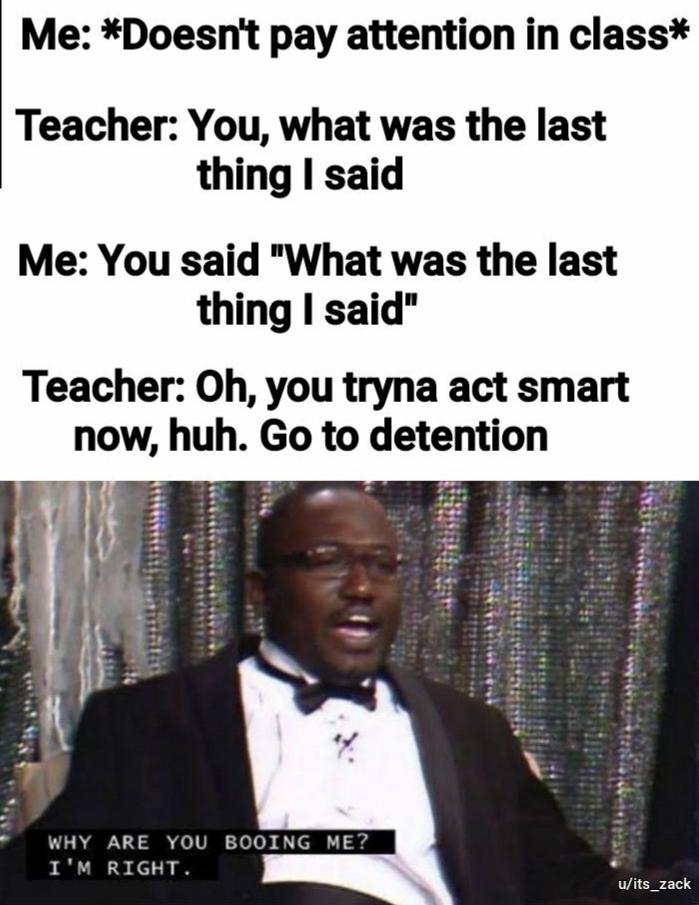 Me: *Doesn't pay attention in class*
Teacher: You, what was the last
thing I said
Me: You said "What was the last
thing I said"
Teacher: Oh, you tryna act smart
now, huh. Go to detention
WHY ARE YOU BOOING ME?
I'M RIGHT.
u/its_zack